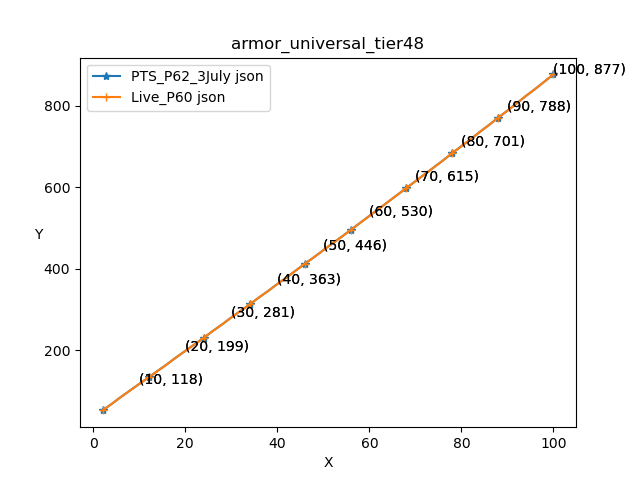 armor_universal_tier48
PTS_P62_3July json
Live_P60 json
(100, 877)
(90, 788)
(80, 701)
(70, 615)
(60, 530)
(50, 446)
(40, 363)
(30, 281)
(20, 199)
(10, 118)
800
600
400
200
Y
0 20 40 60 80 100
X